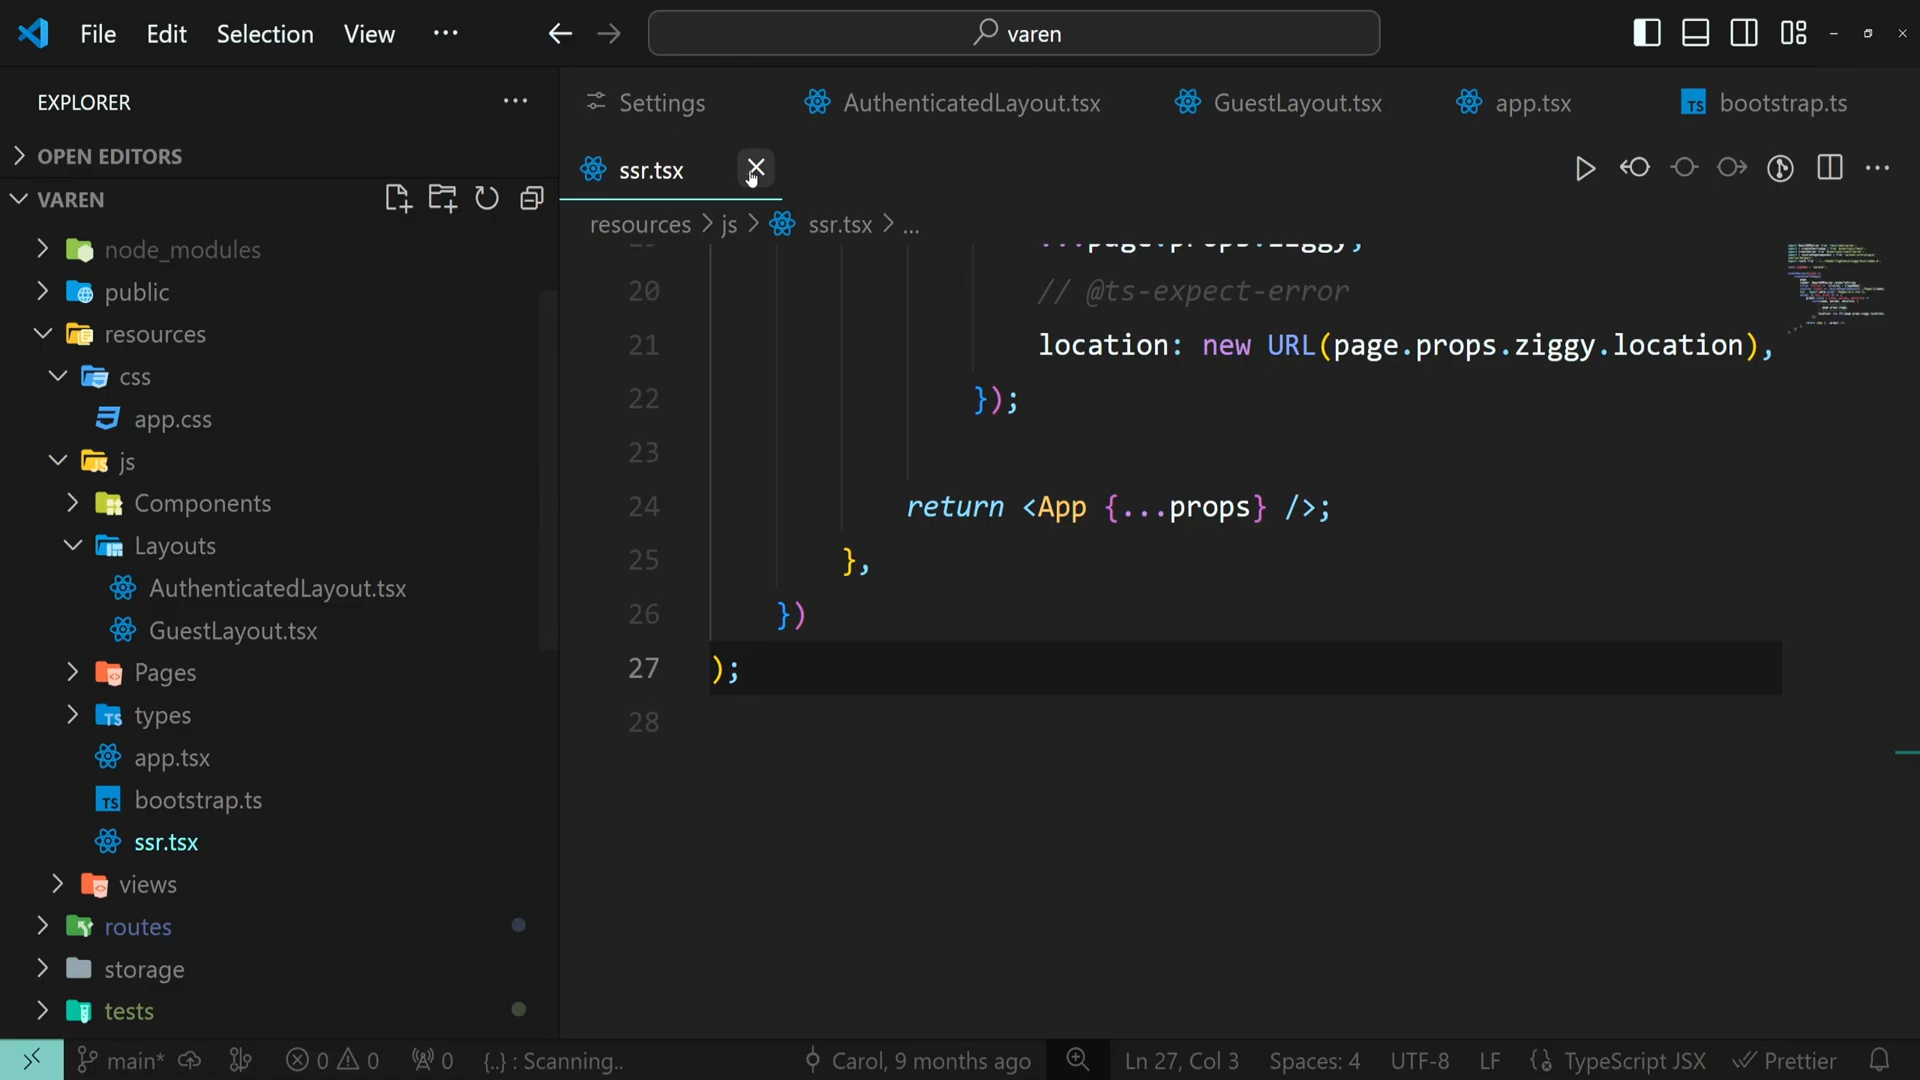 File Edit Selection View ...
varen
EXPLORER ...
OPEN EDITORS
VAREN
node_modules
public
resources
css
app.css
js
Components
Layouts
AuthenticatedLayout.tsx
GuestLayout.tsx
Pages
types
app.tsx
bootstrap.ts
ssr.tsx
views
routes
storage
tests
Settings AuthenticatedLayout.tsx GuestLayout.tsx app.tsx TS bootstrap.ts
ssr.tsx
resources > js > ssr.tsx > ...
...page.props.ziggy,
20 // @ts-expect-error
21 location: new URL(page.props.ziggy.location),
22 });
23
24 return <App {...props} />;
25 },
26 })
27 );
28
main* 0 0 0 {..} : Scanning.. Carol, 9 months ago Ln 27, Col 3 Spaces: 4 UTF-8 LF TypeScript JSX Prettier